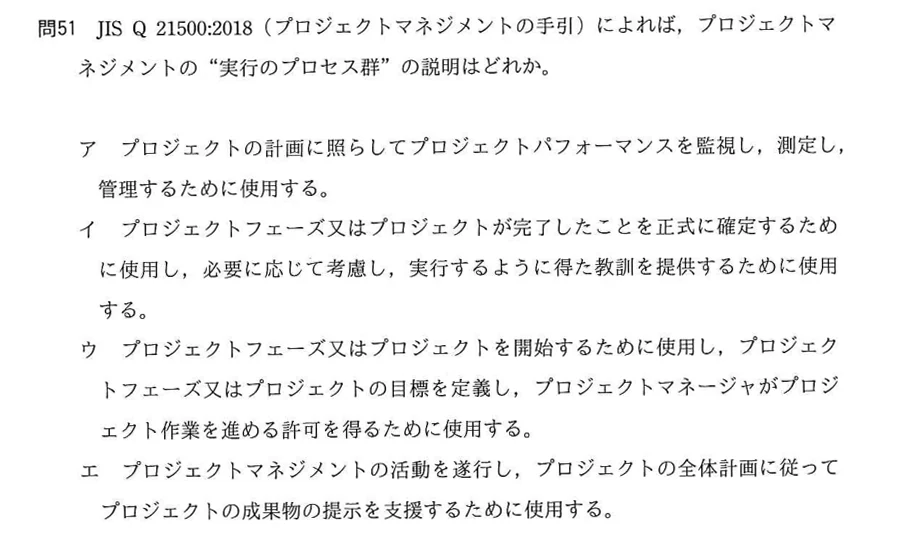 問51 JIS Q 21500:2018（プロジェクトマネジメントの手引）によれば，プロジェクトマ
ネジメントの“実行のプロセス群”の説明はどれか。
ア プロジェクトの計画に照らしてプロジェクトパフォーマンスを監視し，測定し，
管理するために使用する。
イ プロジェクトフェーズ又はプロジェクトが完了したことを正式に確定するため
に使用し，必要に応じて考慮し，実行するように得た教訓を提供するために使用
する。
ウ プロジェクトフェーズ又はプロジェクトを開始するために使用し，プロジェク
トフェーズ又はプロジェクトの目標を定義し，プロジェクトマネージャがプロジ
ェクト作業を進める許可を得るために使用する。
エ プロジェクトマネジメントの活動を遂行し，プロジェクトの全体計画に従って
プロジェクトの成果物の提示を支援するために使用する。